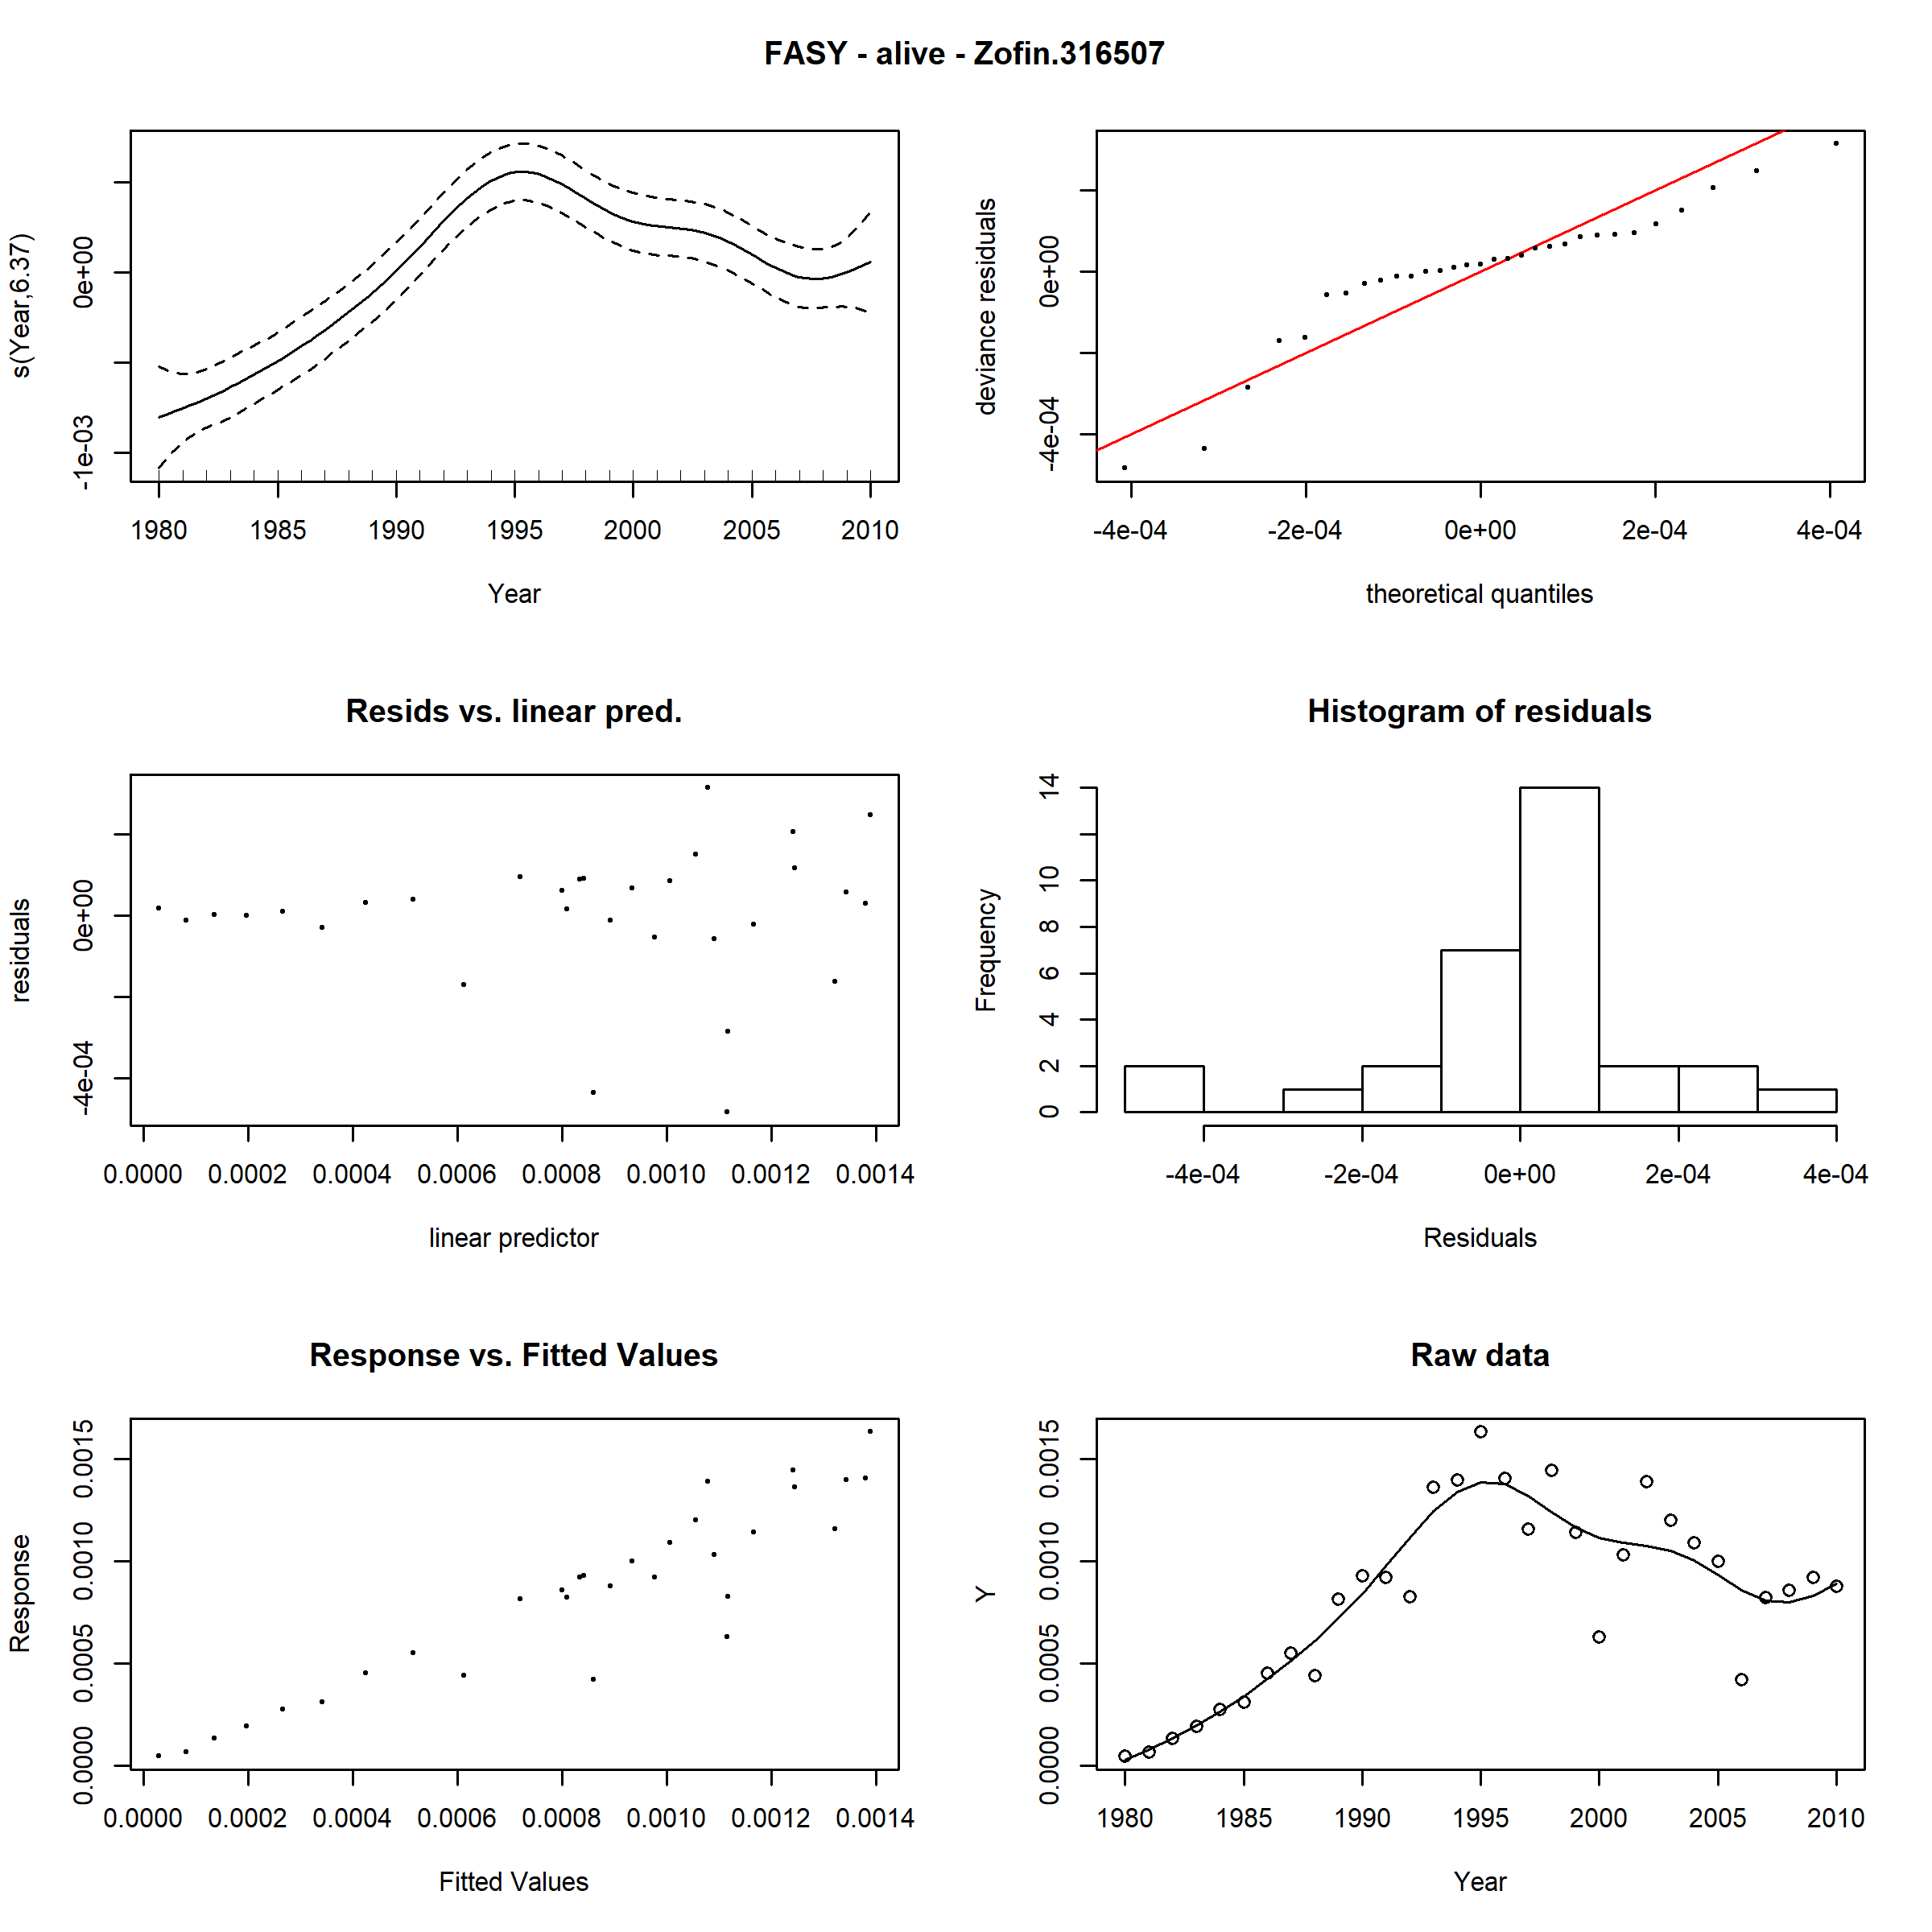 FASY - alive - Zofin.316507
s(Year,6.37)
0e+00
-1e-03
1980 1985 1990 1995 2000 2005 2010
Year
deviance residuals
0e+00
-4e-04
-4e-04 -2e-04 0e+00 2e-04 4e-04
theoretical quantiles
Resids vs. linear pred.
residuals
0e+00
-4e-04
0.0000 0.0002 0.0004 0.0006 0.0008 0.0010 0.0012 0.0014
linear predictor
Histogram of residuals
Frequency
14
10
8
6
4
2
0
-4e-04 -2e-04 0e+00 2e-04 4e-04
Residuals
Response vs. Fitted Values
Response
0.0015
0.0010
0.0005
0.0000
0.0000 0.0002 0.0004 0.0006 0.0008 0.0010 0.0012 0.0014
Fitted Values
Raw data
Y
0.0015
0.0010
0.0005
0.0000
1980 1985 1990 1995 2000 2005 2010
Year